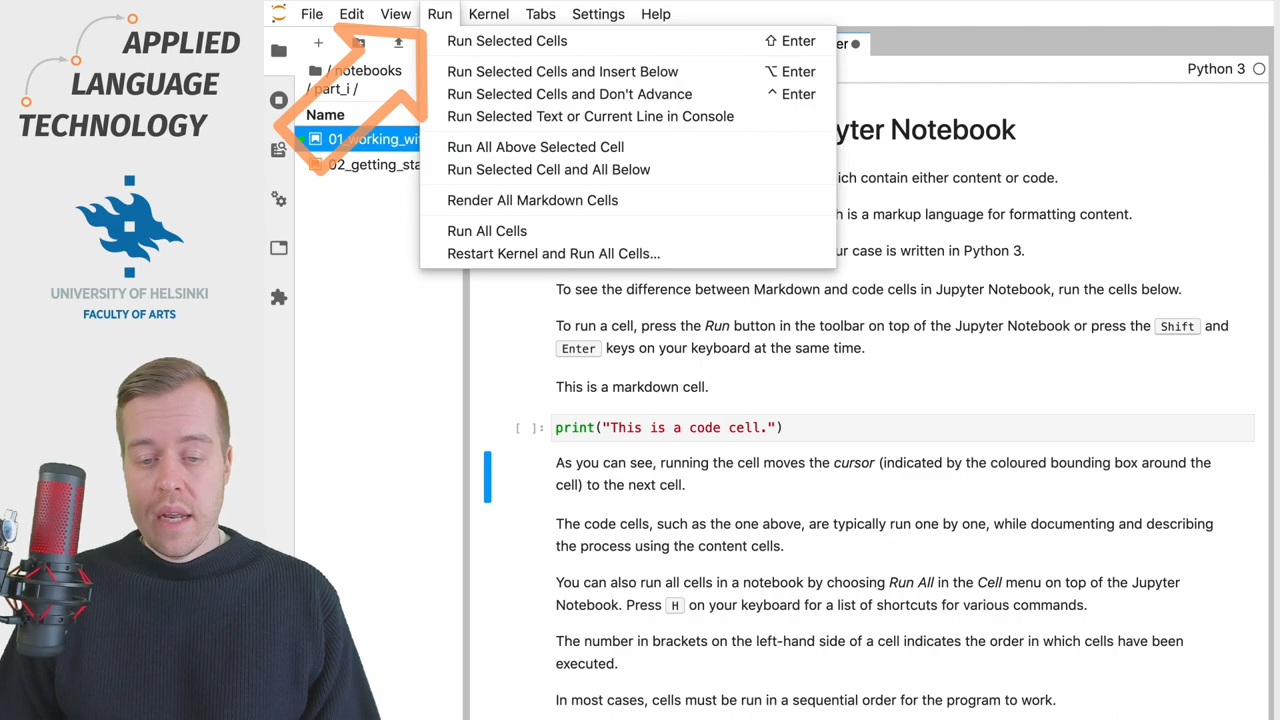 APPLIED
LANGUAGE
TECHNOLOGY
UNIVERSITY OF HELSINKI
FACULTY OF ARTS
File Edit View Run Kernel Tabs Settings Help
/ notebooks
/ part_i /
Name
01_working_wi
02_getting_sta
Run Selected Cells ⇧ Enter
Run Selected Cells and Insert Below ⌥ Enter
Run Selected Cells and Don't Advance ^ Enter
Run Selected Text or Current Line in Console
Run All Above Selected Cell
Run Selected Cell and All Below
Render All Markdown Cells
Run All Cells
Restart Kernel and Run All Cells...
er
Python 3
yter Notebook
ich contain either content or code.
h is a markup language for formatting content.
ur case is written in Python 3.
To see the difference between Markdown and code cells in Jupyter Notebook, run the cells below.
To run a cell, press the Run button in the toolbar on top of the Jupyter Notebook or press the Shift and
Enter keys on your keyboard at the same time.
This is a markdown cell.
[ ]: print("This is a code cell.")
As you can see, running the cell moves the cursor (indicated by the coloured bounding box around the
cell) to the next cell.
The code cells, such as the one above, are typically run one by one, while documenting and describing
the process using the content cells.
You can also run all cells in a notebook by choosing Run All in the Cell menu on top of the Jupyter
Notebook. Press H on your keyboard for a list of shortcuts for various commands.
The number in brackets on the left-hand side of a cell indicates the order in which cells have been
executed.
In most cases, cells must be run in a sequential order for the program to work.